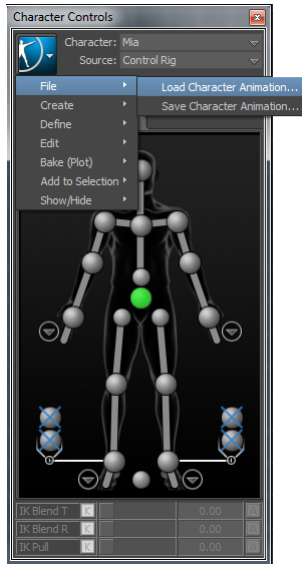 Character Controls
Character: Mia
Source: Control Rig
File
Load Character Animation...
Create
Save Character Animation...
Define
Edit
Bake (Plot)
Add to Selection
Show/Hide
IK Blend T K 0.00 A
IK Blend R K 0.00 A
IK Pull K 0.00 A